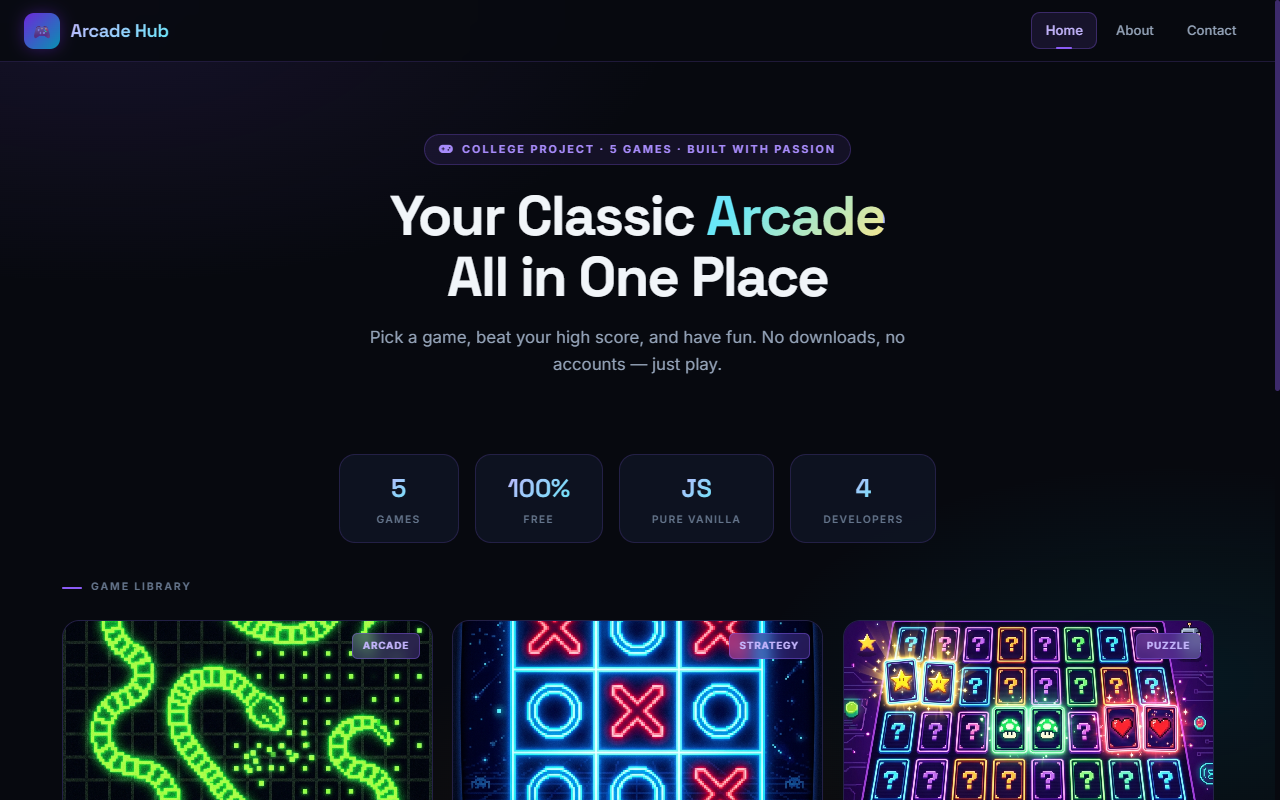 Arcade Hub
Home
About
Contact
COLLEGE PROJECT · 5 GAMES · BUILT WITH PASSION
Your Classic Arcade
All in One Place
Pick a game, beat your high score, and have fun. No downloads, no
accounts — just play.
5
GAMES
100%
FREE
JS
PURE VANILLA
4
DEVELOPERS
GAME LIBRARY
ARCADE
STRATEGY
PUZZLE